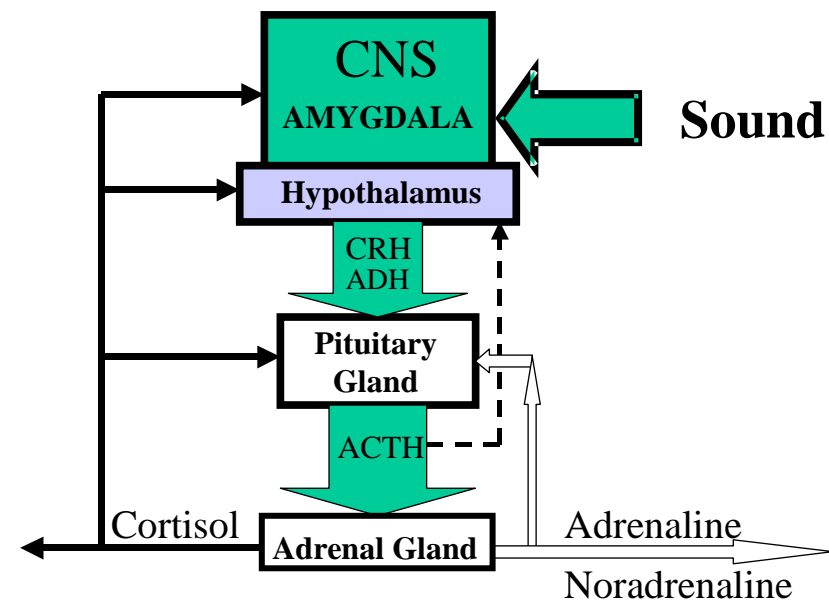 CNS
AMYGDALA
Sound
Hypothalamus
CRH
ADH
Pituitary
Gland
ACTH
Cortisol
Adrenal Gland
Adrenaline
Noradrenaline